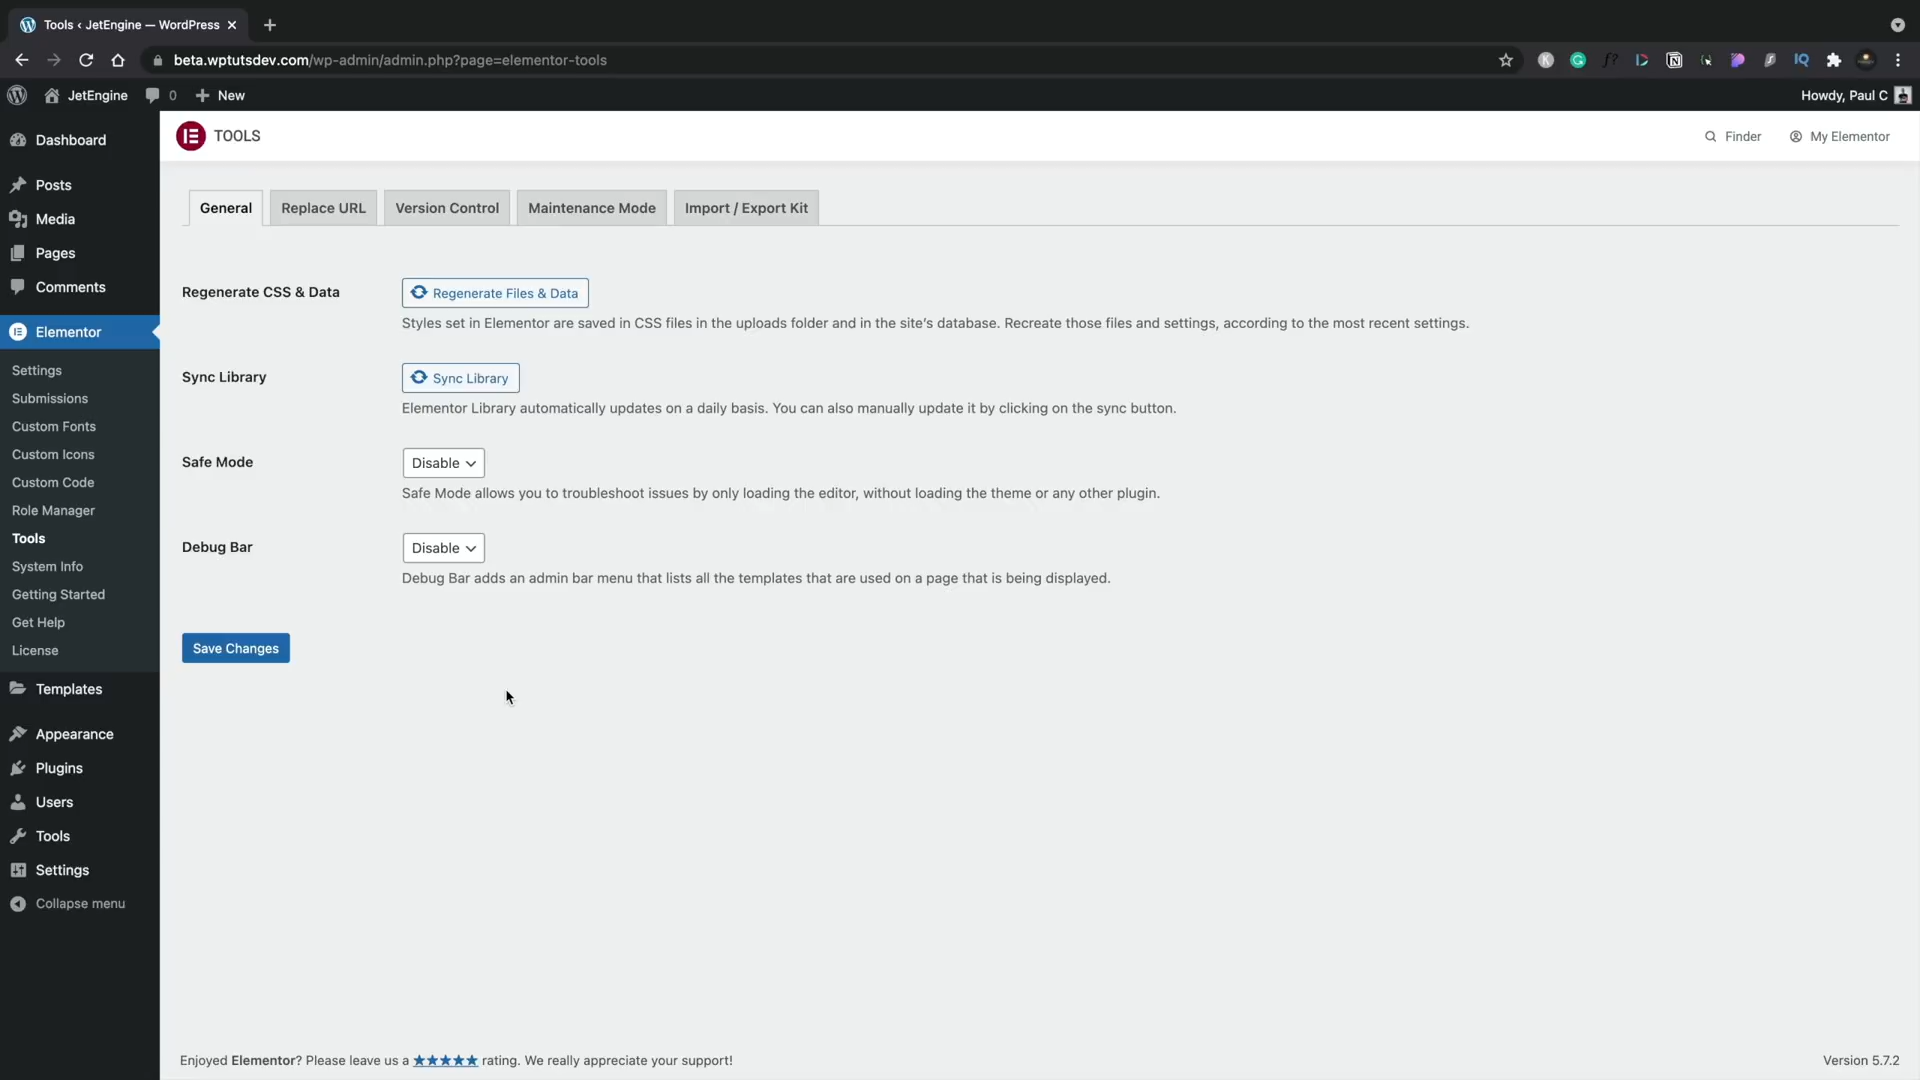 Tools ‹ JetEngine — WordPress
beta.wptutsdev.com/wp-admin/admin.php?page=elementor-tools
JetEngine
0
New
Howdy, Paul C
Dashboard
Posts
Media
Pages
Comments
Elementor
Settings
Submissions
Custom Fonts
Custom Icons
Custom Code
Role Manager
Tools
System Info
Getting Started
Get Help
License
Templates
Appearance
Plugins
Users
Tools
Settings
Collapse menu
TOOLS
Finder
My Elementor
General
Replace URL
Version Control
Maintenance Mode
Import / Export Kit
Regenerate CSS & Data
Regenerate Files & Data
Styles set in Elementor are saved in CSS files in the uploads folder and in the site's database. Recreate those files and settings, according to the most recent settings.
Sync Library
Sync Library
Elementor Library automatically updates on a daily basis. You can also manually update it by clicking on the sync button.
Safe Mode
Disable
Safe Mode allows you to troubleshoot issues by only loading the editor, without loading the theme or any other plugin.
Debug Bar
Disable
Debug Bar adds an admin bar menu that lists all the templates that are used on a page that is being displayed.
Save Changes
Enjoyed Elementor? Please leave us a ★★★★★ rating. We really appreciate your support!
Version 5.7.2